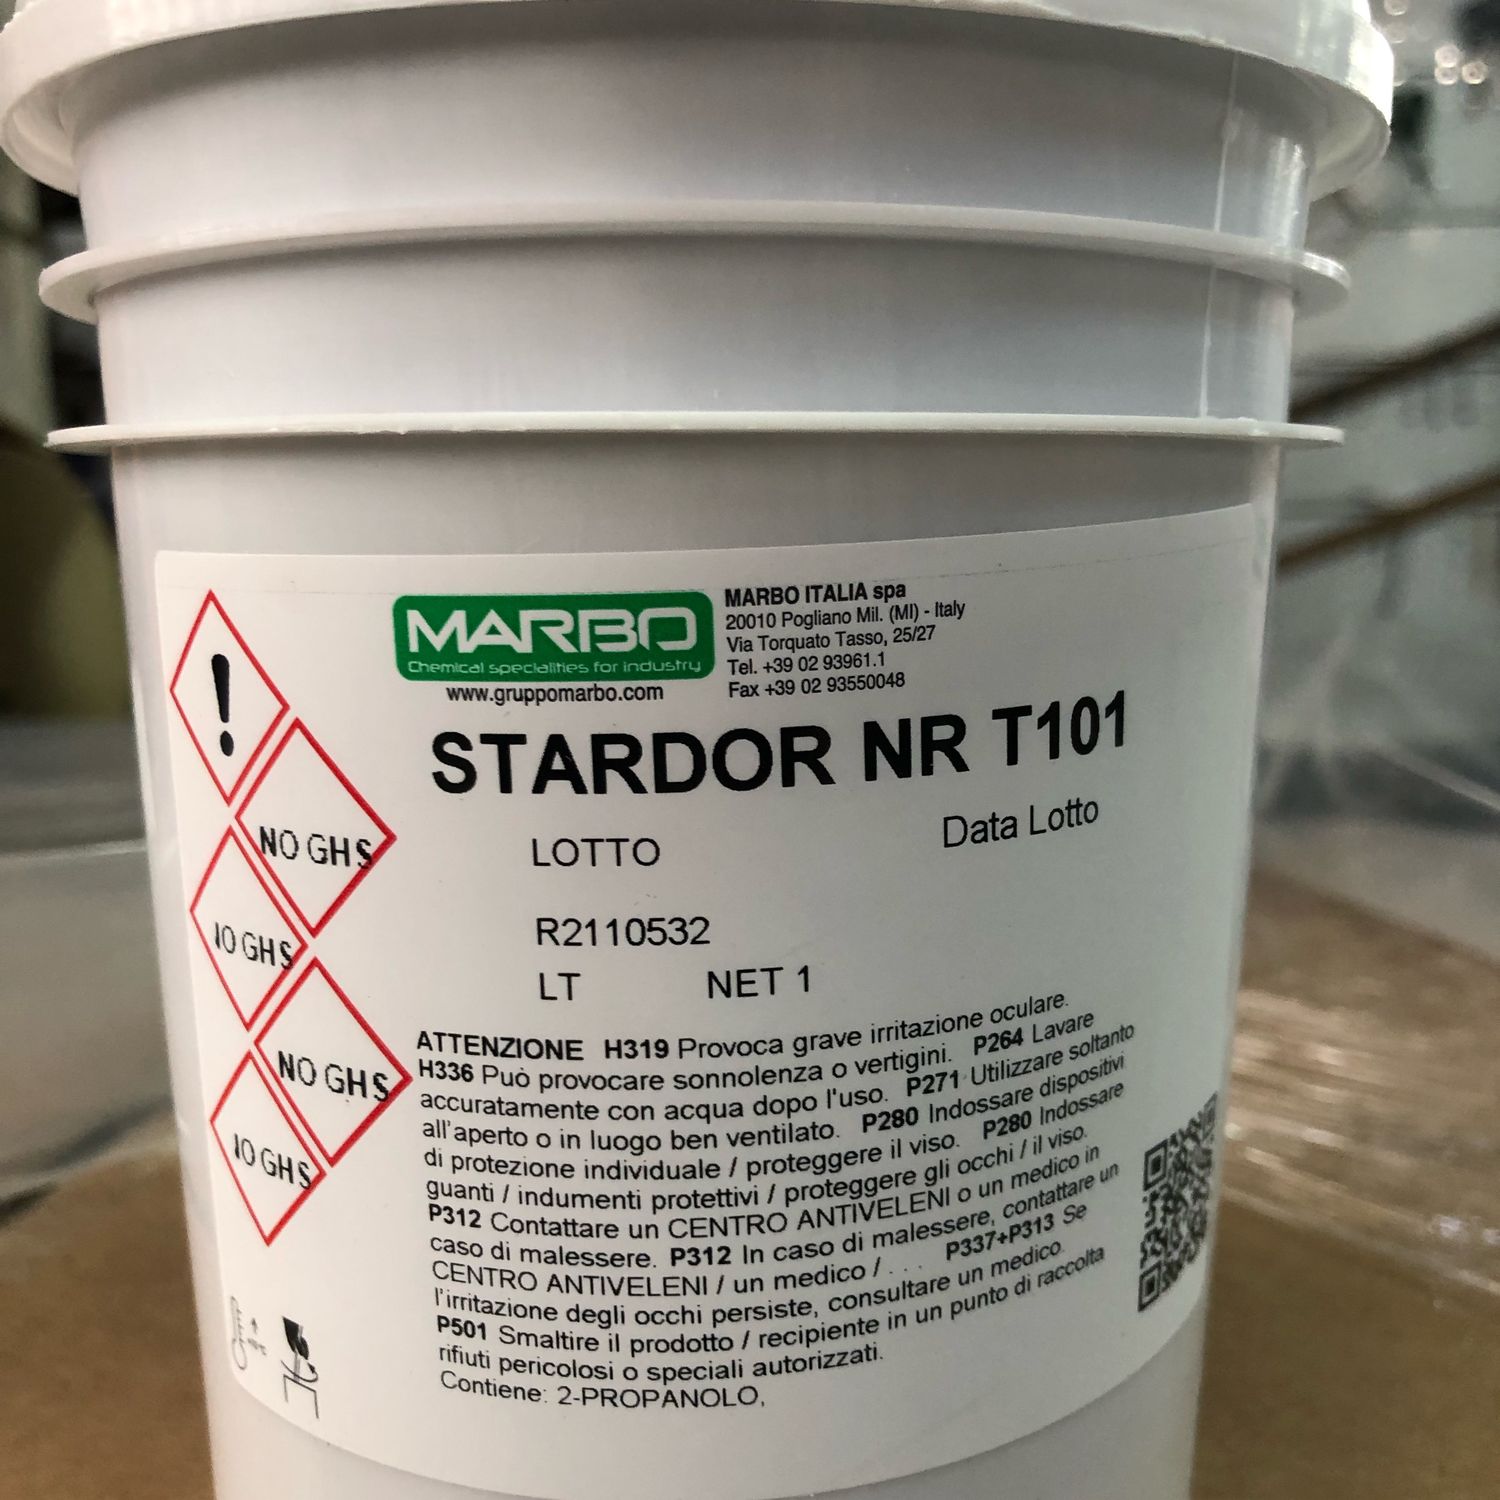 MARBO
Chemical specialities for industry
www.gruppomarbo.com
MARBO ITALIA spa
20010 Pogliano Mil. (MI) - Italy
Via Torquato Tasso, 25/27
Tel. +39 02 93961.1
Fax +39 02 93550048
STARDOR NR T101
LOTTO
Data Lotto
R2110532
LT NET 1
!
NO GHS
IO GHS
NO GHS
IO GHS
ATTENZIONE H319 Provoca grave irritazione oculare.
H336 Può provocare sonnolenza o vertigini. P264 Lavare
accuratamente con acqua dopo l'uso. P271 Utilizzare soltanto
all'aperto o in luogo ben ventilato. P280 Indossare dispositivi
di protezione individuale / proteggere il viso. P280 Indossare
guanti / indumenti protettivi / proteggere gli occhi / il viso.
P312 Contattare un CENTRO ANTIVELENI o un medico in
caso di malessere. P312 In caso di malessere, contattare un
CENTRO ANTIVELENI / un medico / . . . P337+P313 Se
l'irritazione degli occhi persiste, consultare un medico.
P501 Smaltire il prodotto / recipiente in un punto di raccolta
rifiuti pericolosi o speciali autorizzati.
Contiene: 2-PROPANOLO,